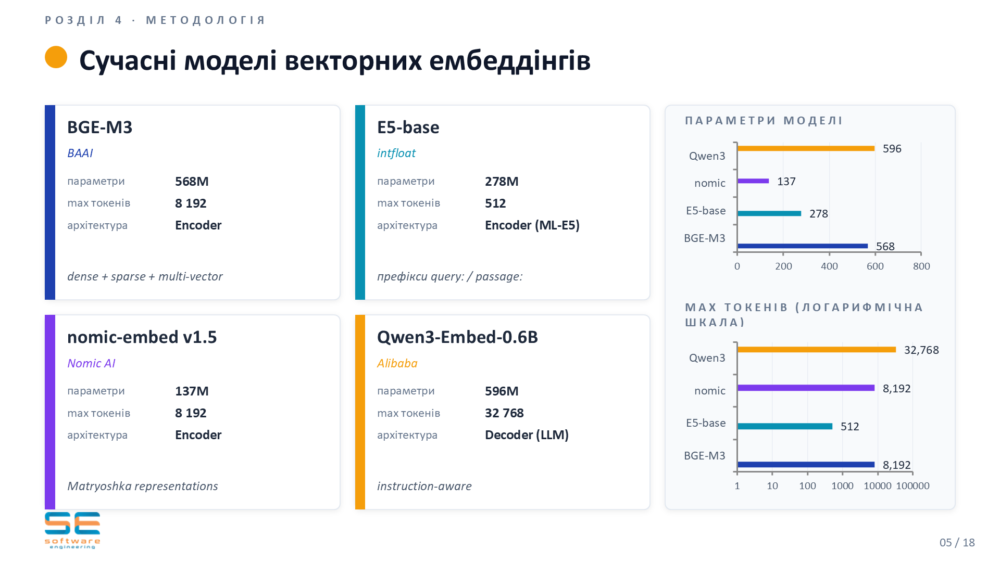 РОЗДІЛ 4 · МЕТОДОЛОГІЯ
Сучасні моделі векторних ембеддінгів
BGE-M3
BAAI
параметри 568M
max токенів 8 192
архітектура Encoder
dense + sparse + multi-vector
E5-base
intfloat
параметри 278M
max токенів 512
архітектура Encoder (ML-E5)
префікси query: / passage:
nomic-embed v1.5
Nomic AI
параметри 137M
max токенів 8 192
архітектура Encoder
Matryoshka representations
Qwen3-Embed-0.6B
Alibaba
параметри 596M
max токенів 32 768
архітектура Decoder (LLM)
instruction-aware
ПАРАМЕТРИ МОДЕЛІ
Qwen3 596
nomic 137
E5-base 278
BGE-M3 568
0 200 400 600 800
MAX ТОКЕНІВ (ЛОГАРИФМІЧНА
ШКАЛА)
Qwen3 32,768
nomic 8,192
E5-base 512
BGE-M3 8,192
1 10 100 1000 10000 100000
SE
software
engineering
05 / 18